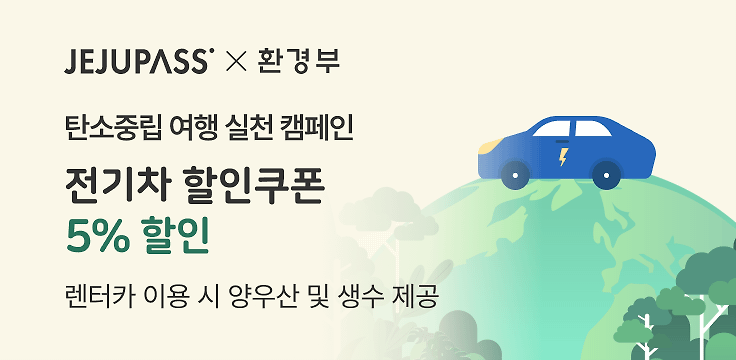 JEJUPASS × 환경부
탄소중립 여행 실천 캠페인
전기차 할인쿠폰
5% 할인
렌터카 이용 시 양우산 및 생수 제공